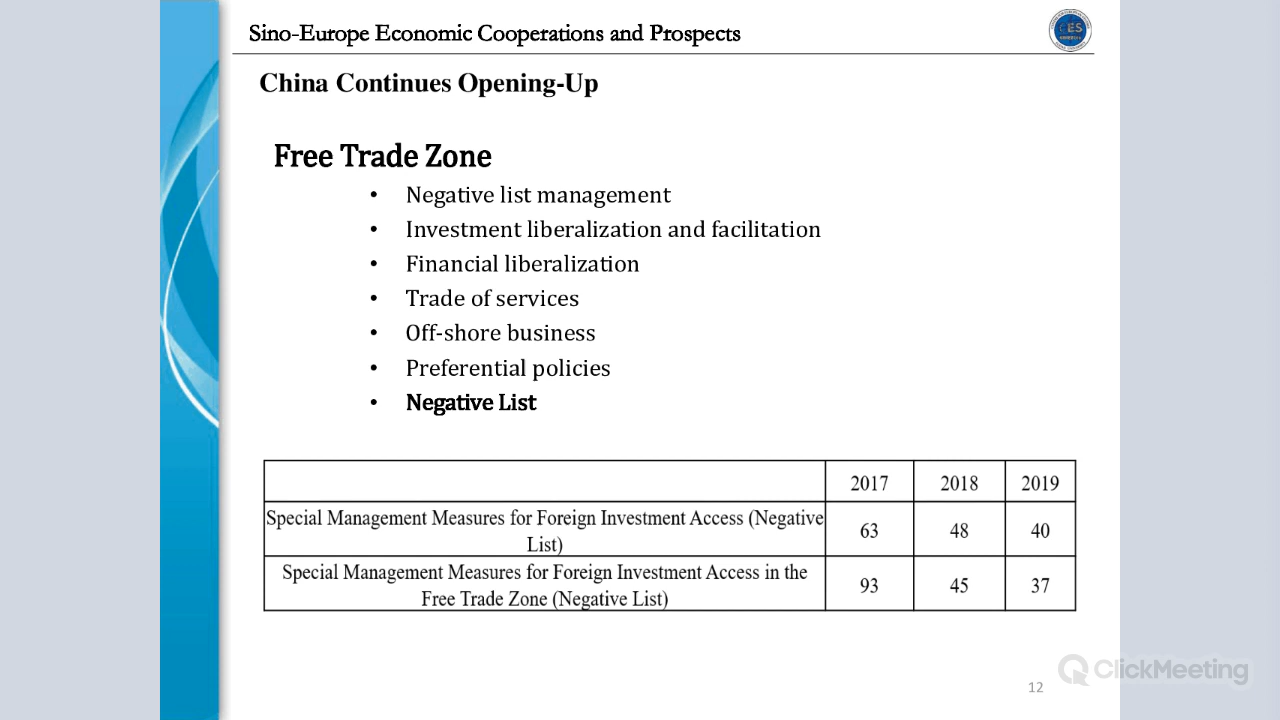 Sino-Europe Economic Cooperations and Prospects
CES
China Continues Opening-Up
Free Trade Zone
• Negative list management
• Investment liberalization and facilitation
• Financial liberalization
• Trade of services
• Off-shore business
• Preferential policies
• Negative List
2017 2018 2019
Special Management Measures for Foreign Investment Access (Negative
List) 63 48 40
Special Management Measures for Foreign Investment Access in the
Free Trade Zone (Negative List) 93 45 37
ClickMeeting
12